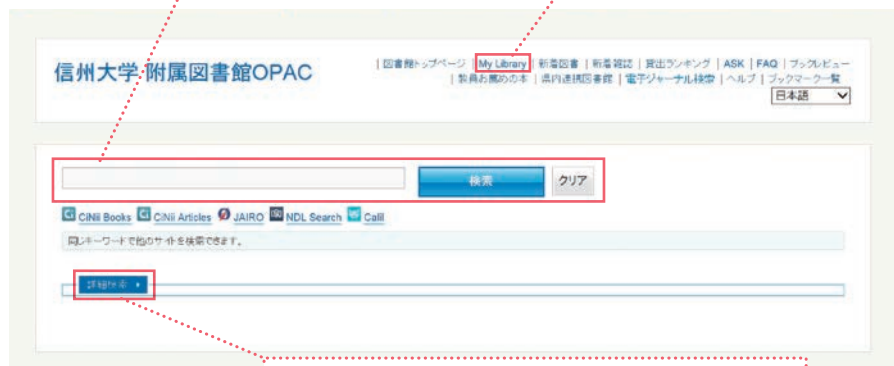 信州大学 附属図書館OPAC
| 図書館トップページ | My Library | 新着図書 | 新着雑誌 | 貸出ランキング | ASK | FAQ | ブックレビュー
| 教員お薦めの本 | 県内連携図書館 | 電子ジャーナル検索 | ヘルプ | ブックマーク一覧
日本語
検索 クリア
CiNii Books CiNii Articles JAIRO NDL Search Calil
同じキーワードで他のサイトを検索できます。
詳細検索